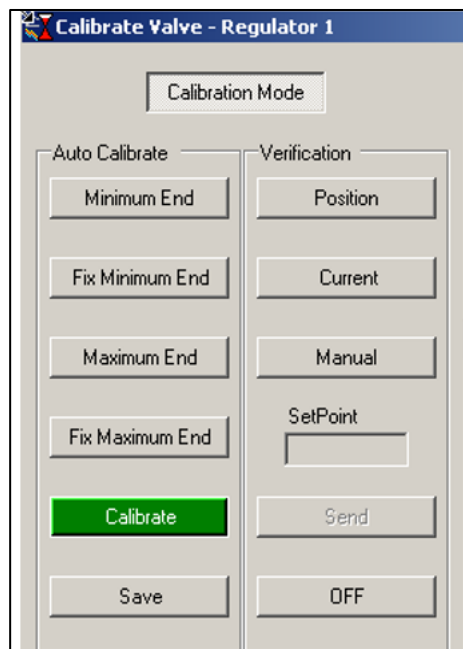 Calibrate Valve - Regulator 1
Calibration Mode
Auto Calibrate
Minimum End
Fix Minimum End
Maximum End
Fix Maximum End
Calibrate
Save
Verification
Position
Current
Manual
SetPoint
Send
OFF